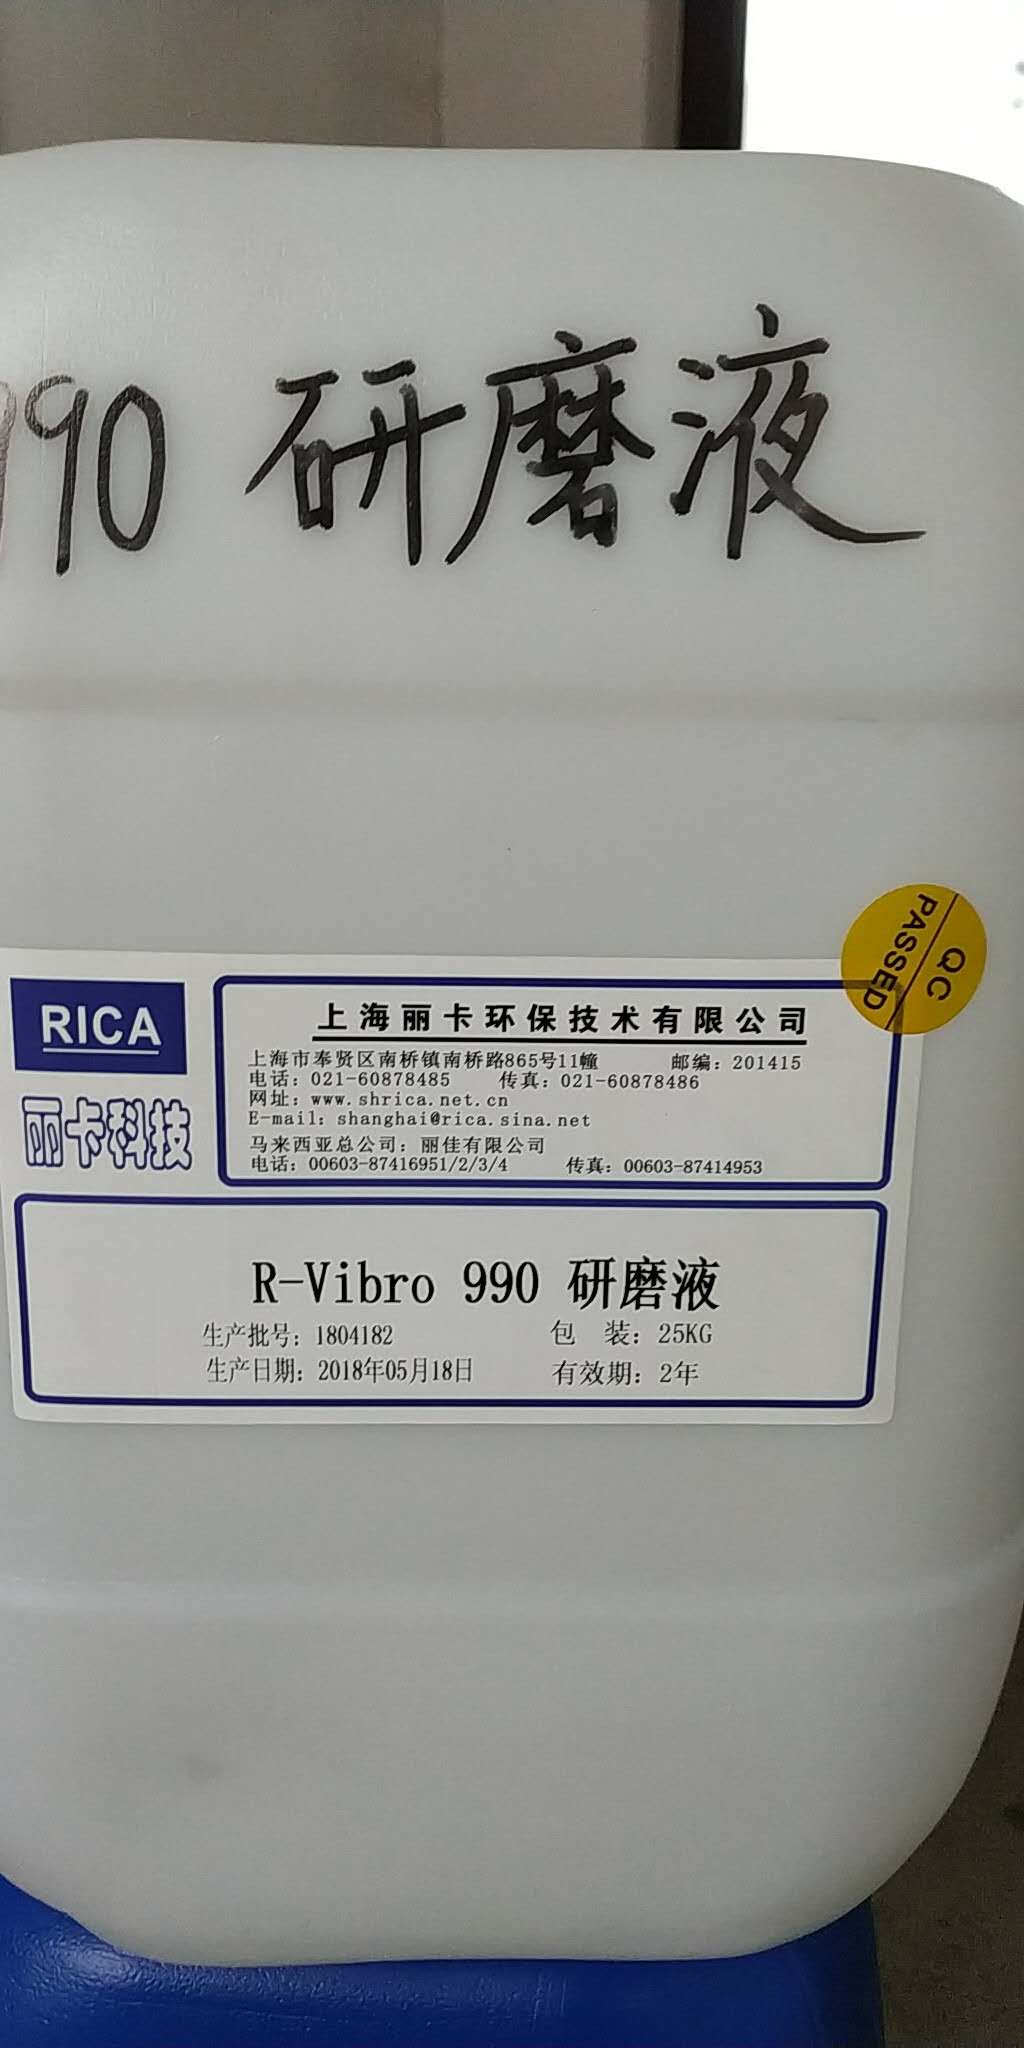 990 研磨液
QC
PASSED
RICA
丽卡科技
上海丽卡环保技术有限公司
上海市奉贤区南桥镇南桥路865号11幢 邮编：201415
电话：021-60878485 传真：021-60878486
网址：www.shrica.net.cn
E-mail：shanghai@rica.sina.net
马来西亚总公司：丽佳有限公司
电话：00603-87416951/2/3/4 传真：00603-87414953
R-Vibro 990 研磨液
生产批号：1804182 包 装：25KG
生产日期：2018年05月18日 有效期：2年